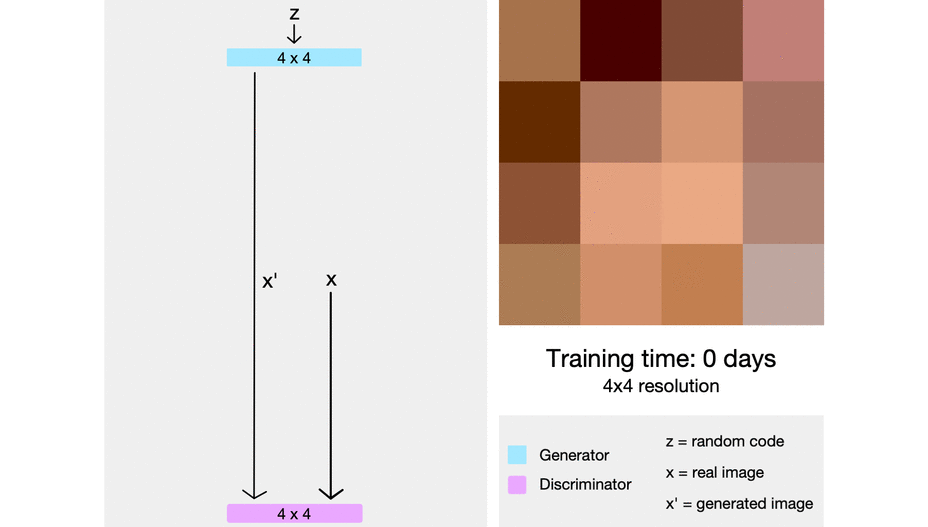 z
4 x 4
x'
x
4 x 4
Training time: 0 days
4x4 resolution
Generator
Discriminator
z = random code
x = real image
x' = generated image